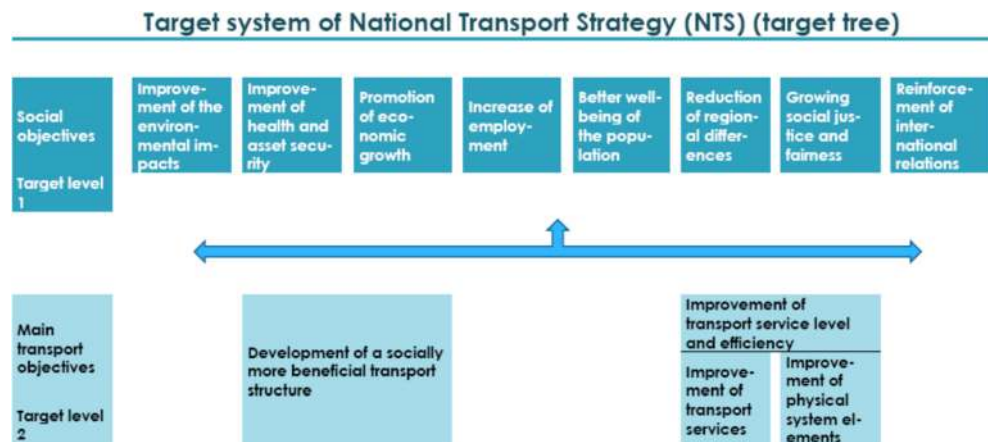 Target system of National Transport Strategy (NTS) (target tree)
Social
objectives
Target level
1
Improve-
ment of the
environ-
mental im-
pacts
Improve-
ment of
health and
asset secu-
rity
Promotion
of eco-
nomic
growth
Increase of
employ-
ment
Better well-
being of
the popu-
lation
Reduction
of region-
al differ-
ences
Growing
social jus-
tice and
fairness
Reinforce-
ment of
inter-
national
relations
Main
transport
objectives
Target level
2
Development of a socially
more beneficial transport
structure
Improvement of
transport service level
and efficiency
Improve-
ment of
transport
services
Improve-
ment of
physical
system el-
ements